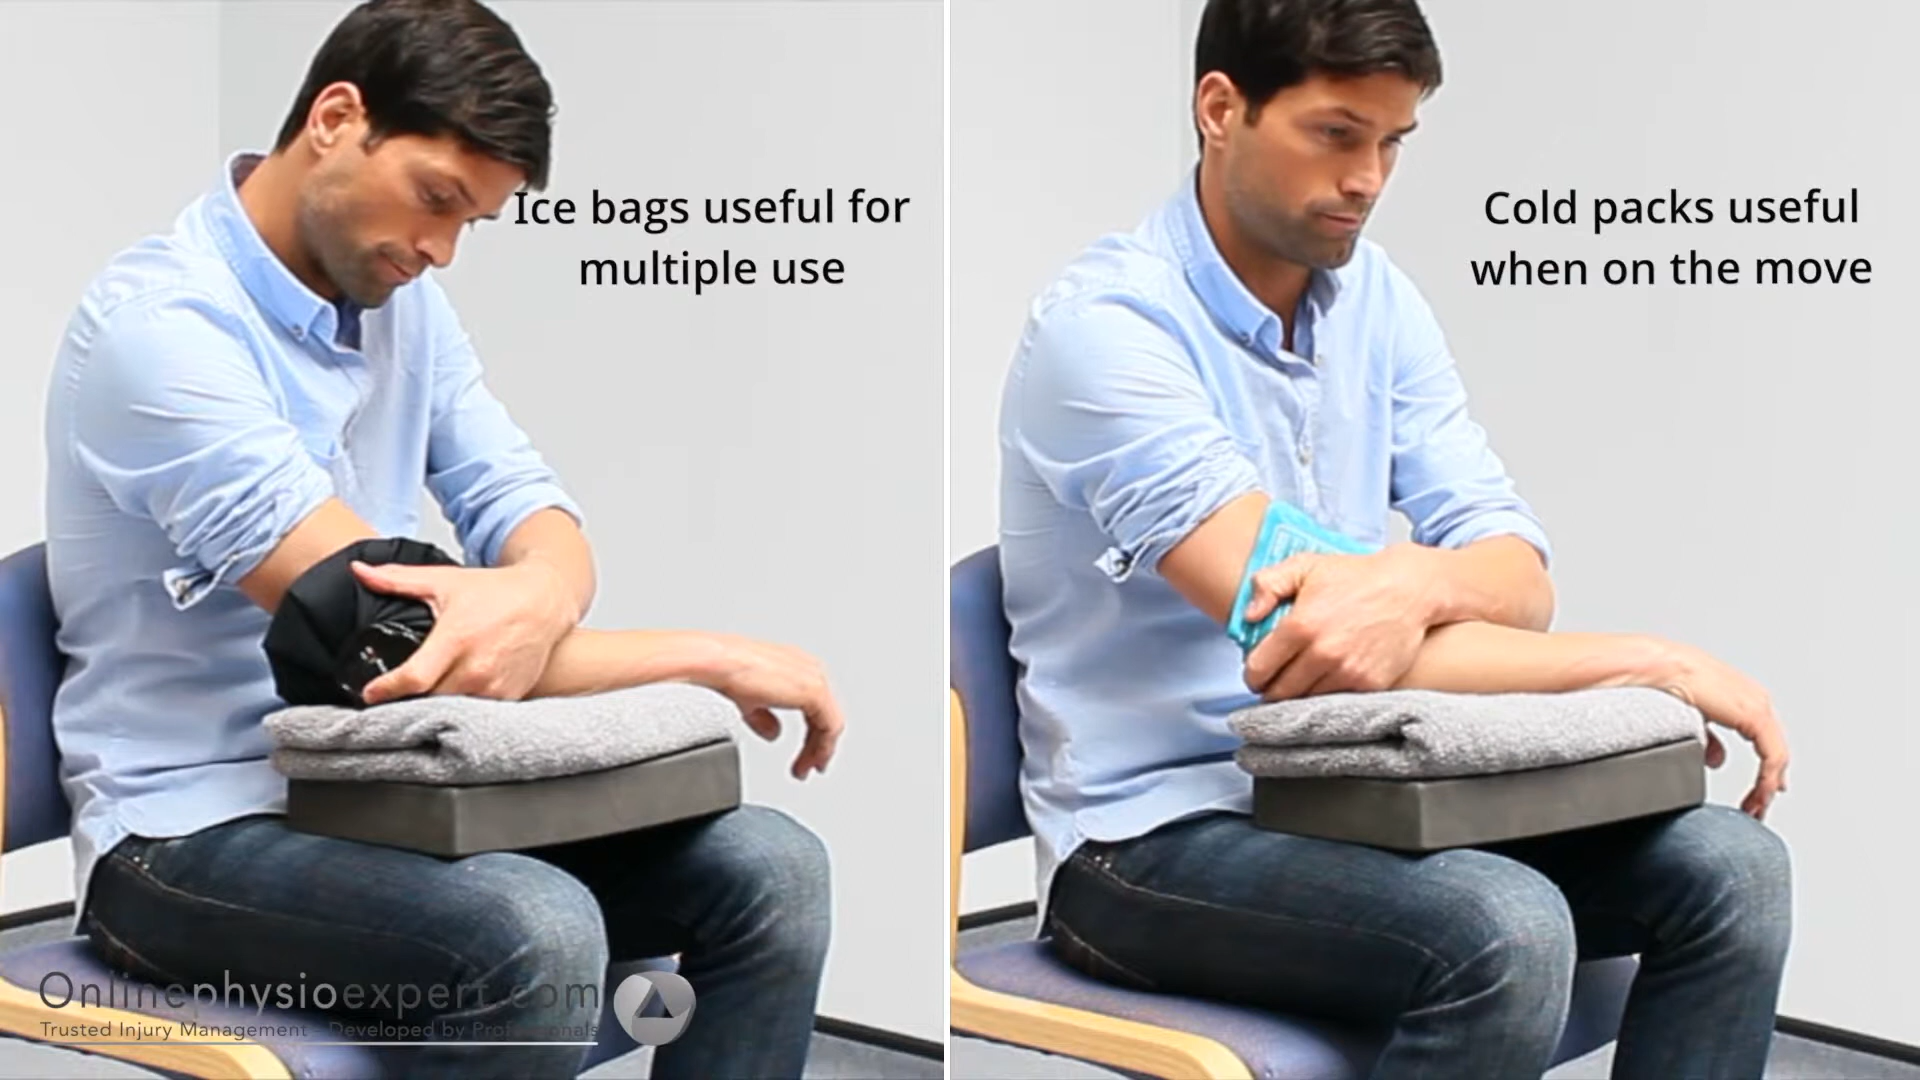 Ice bags useful for
multiple use
Cold packs useful
when on the move
Onlinephysioexpert.com
Trusted Injury Management - Developed by Professionals